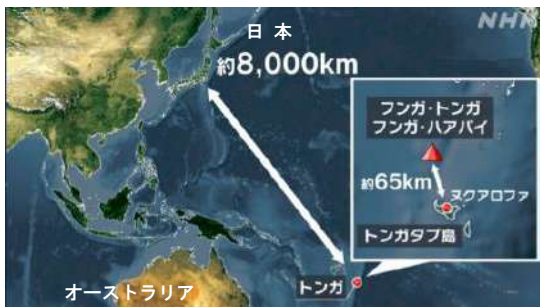 NHK
日本
約8,000km
フンガ・トンガ
フンガ・ハアパイ
約65km
ヌクアロファ
トンガタプ島
トンガ
オーストラリア